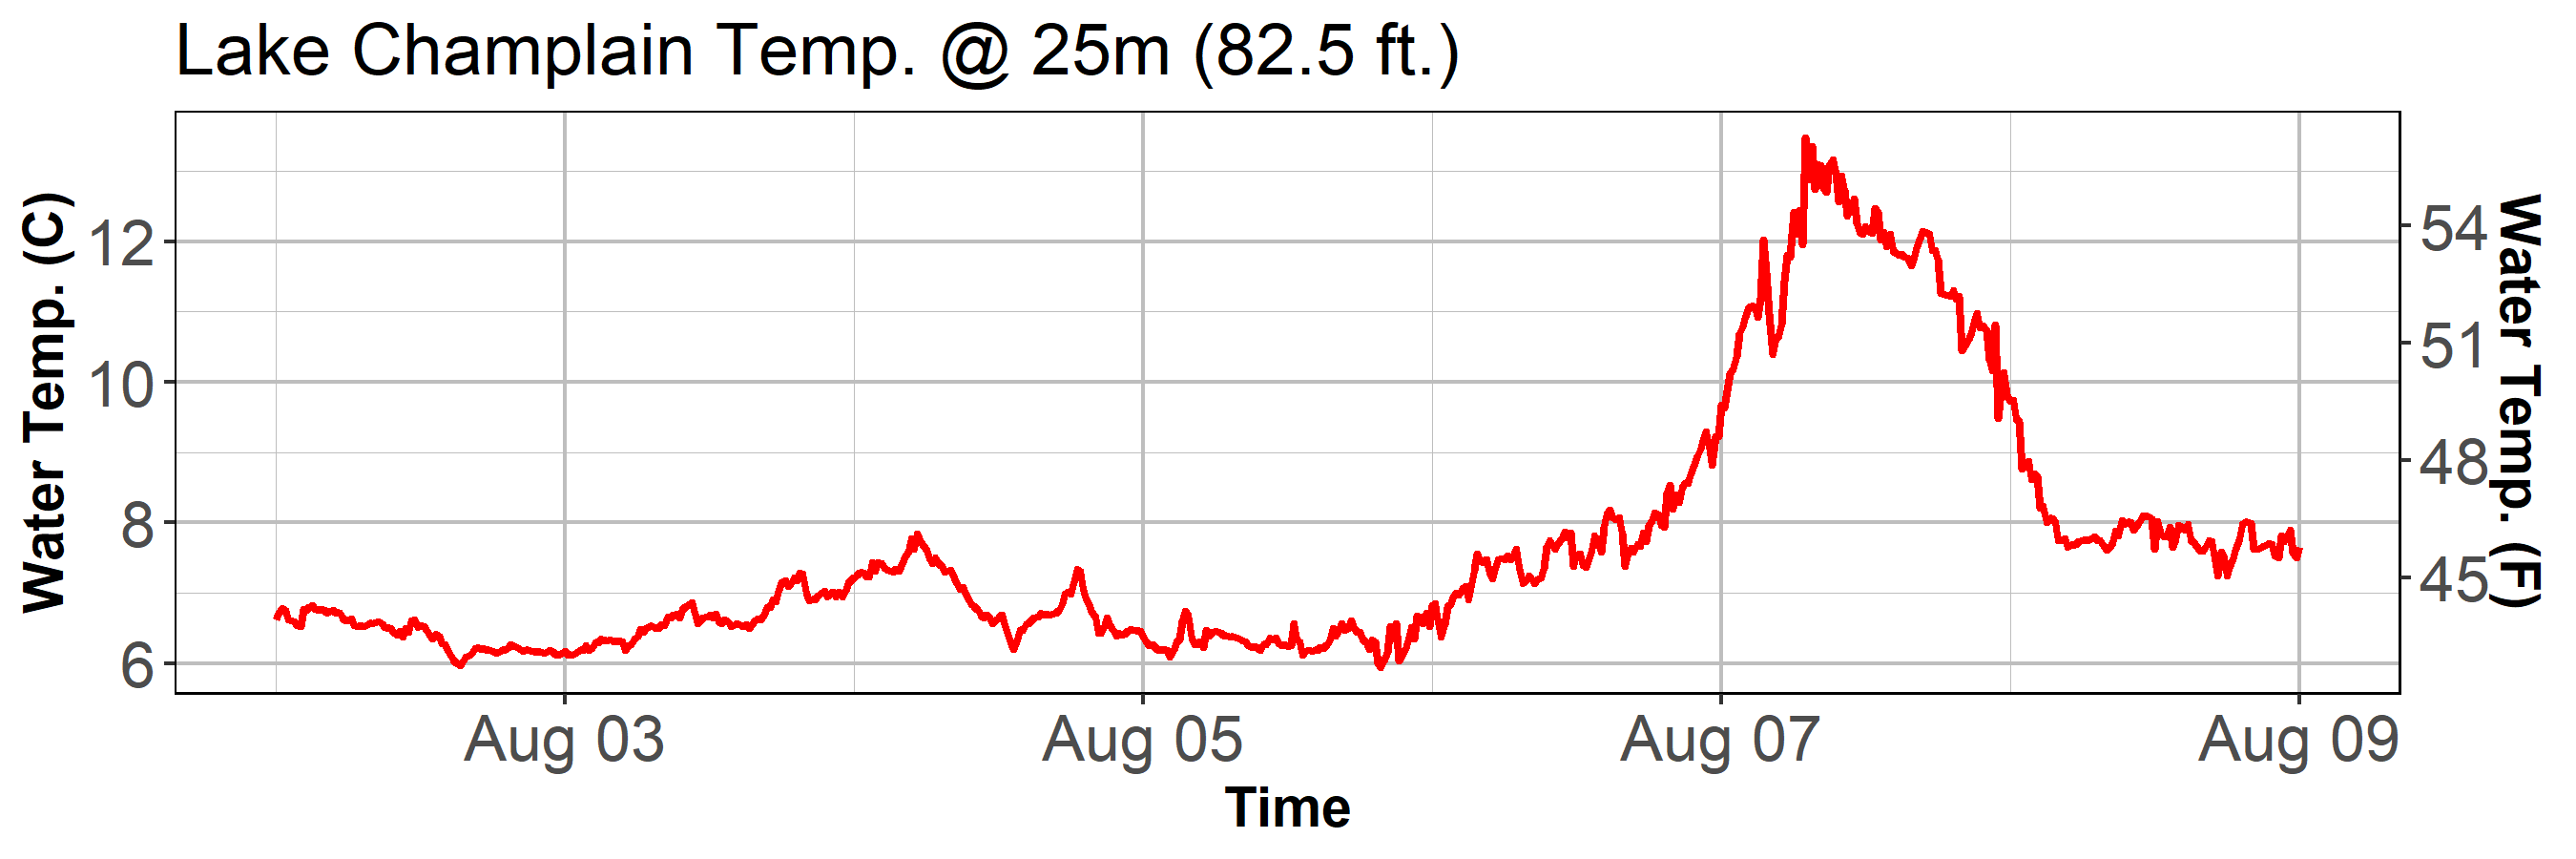 Lake Champlain Temp. @ 25m (82.5 ft.)
Water Temp. (C)
12
10
8
6
54
51
48
45
Water Temp. (F)
Aug 03 Aug 05 Aug 07 Aug 09
Time